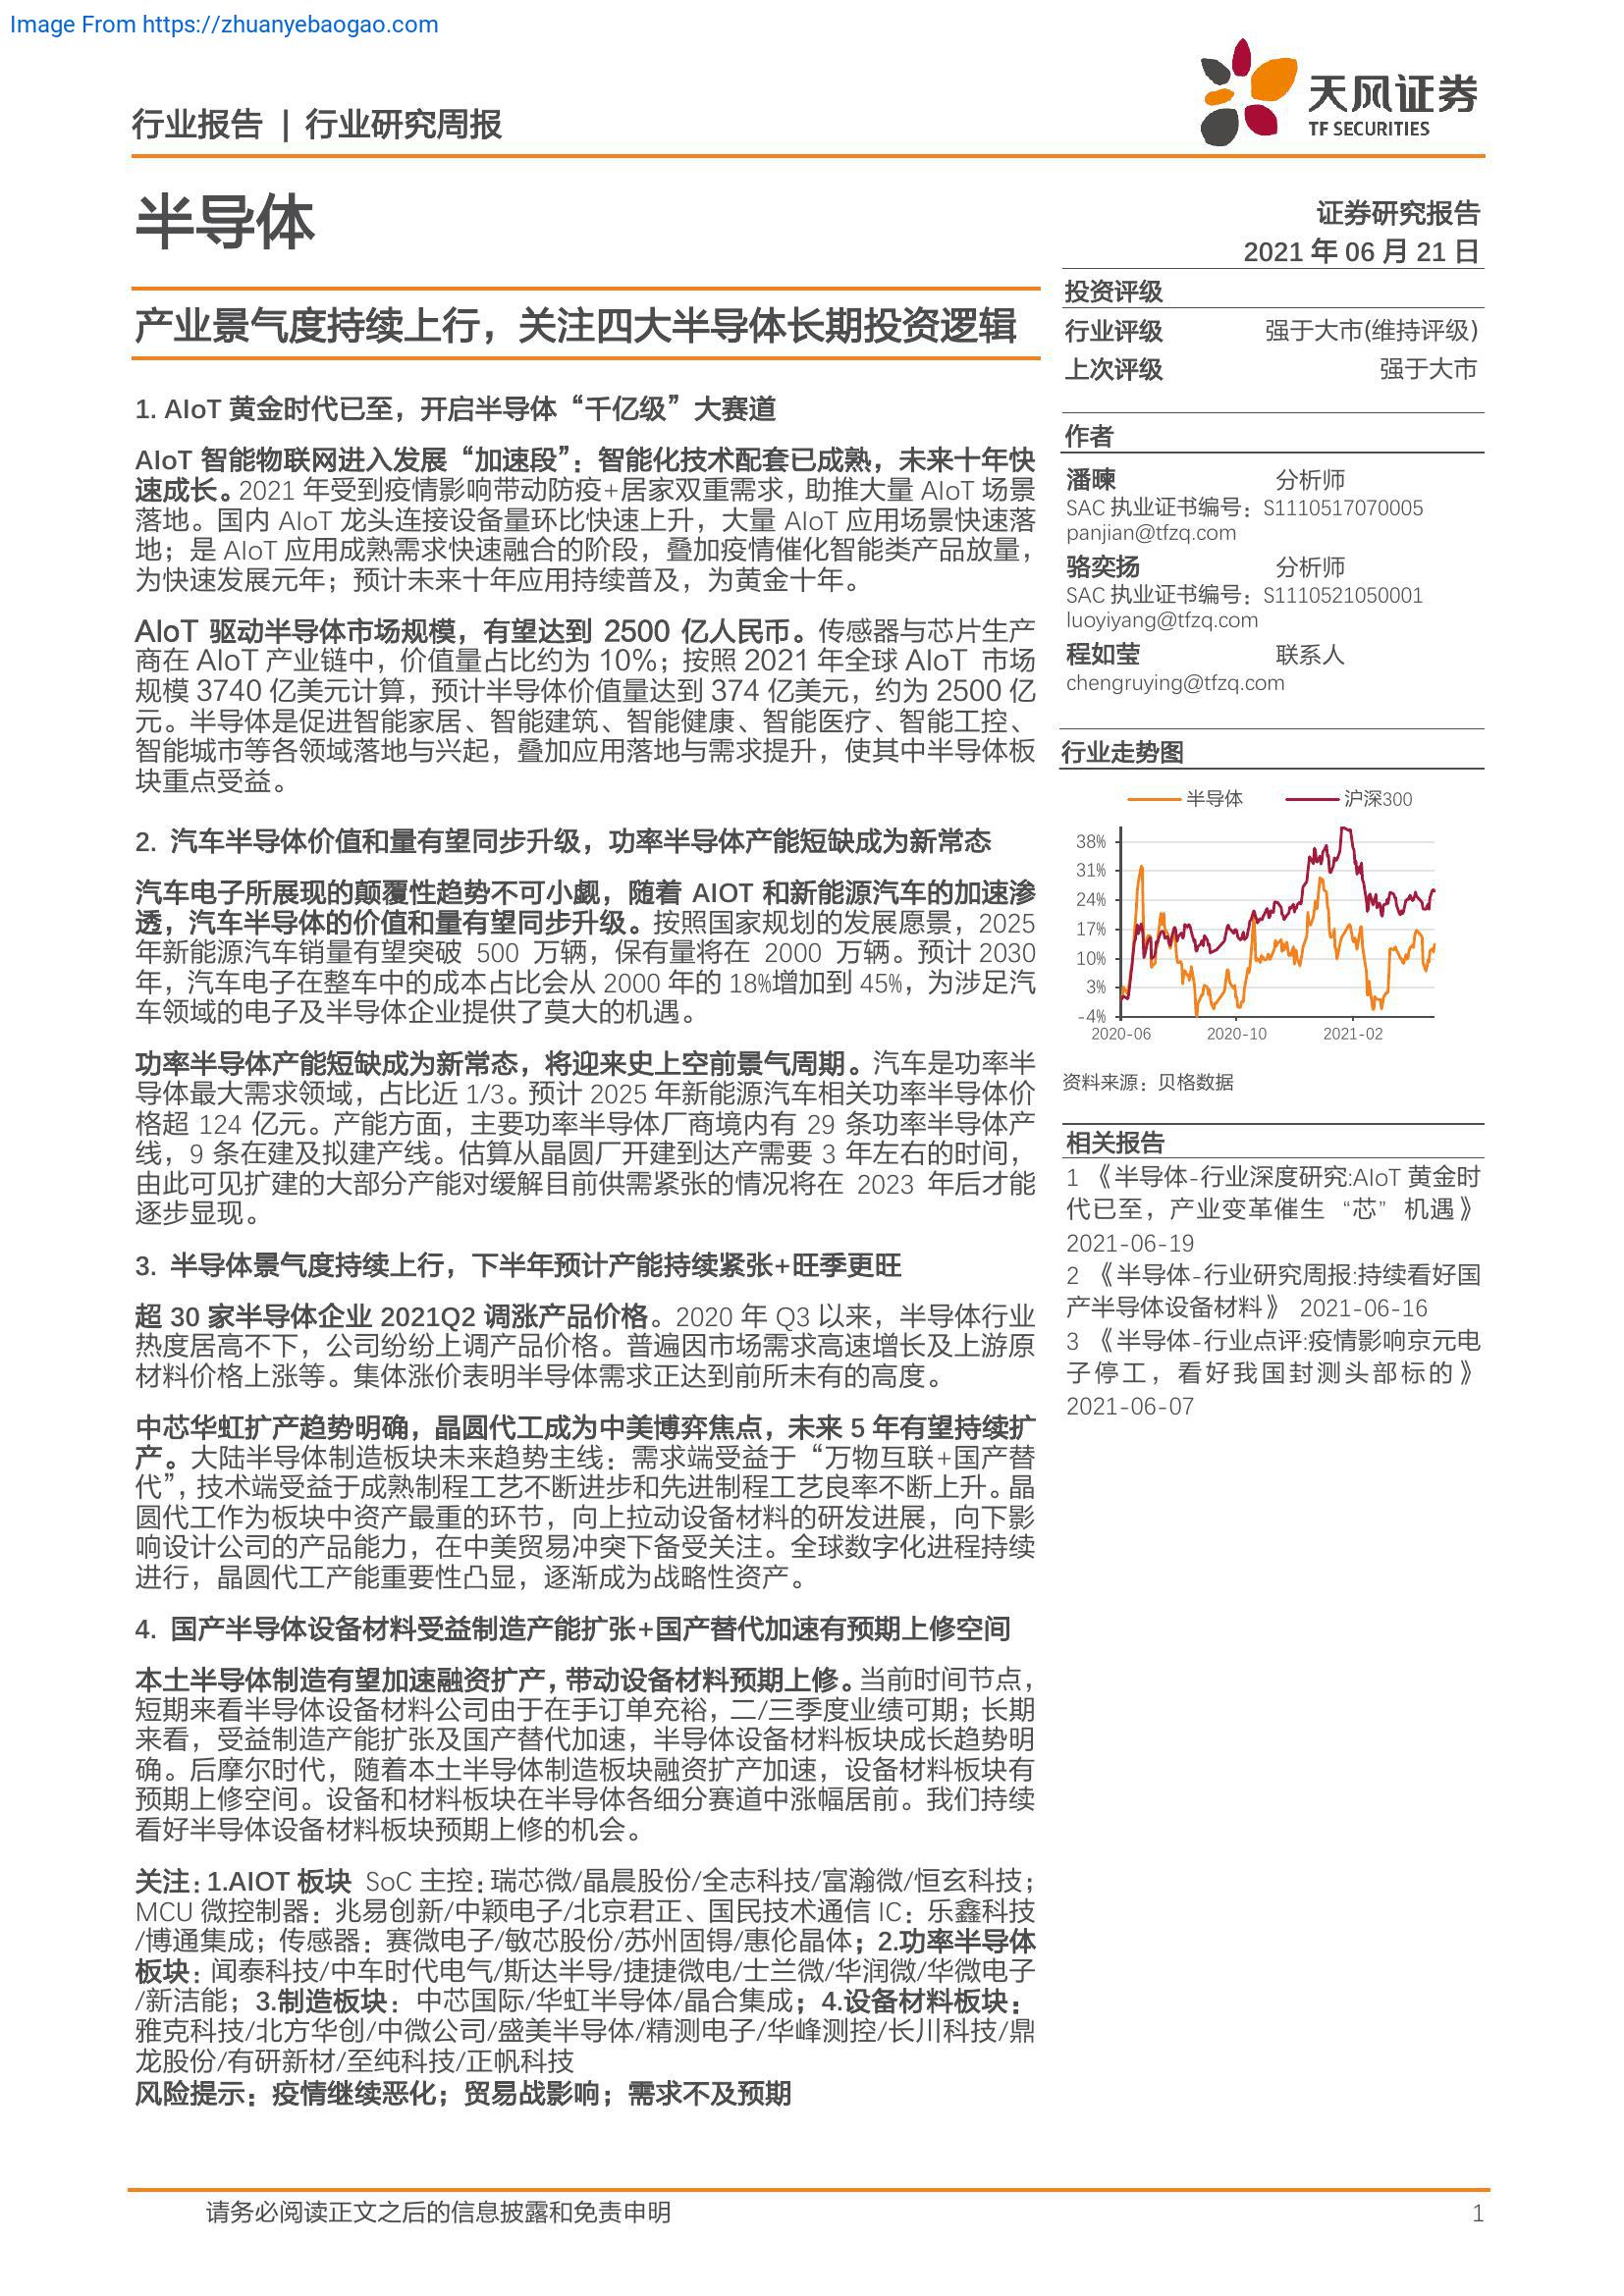 Image From https://zhuanyebaogao.com
行业报告 | 行业研究周报
天风证券
TF SECURITIES
半导体
证券研究报告
2021 年 06 月 21 日
产业景气度持续上行，关注四大半导体长期投资逻辑
1. AIoT 黄金时代已至，开启半导体“千亿级”大赛道
AIoT 智能物联网进入发展“加速段”：智能化技术配套已成熟，未来十年快
速成长。2021 年受到疫情影响带动防疫+居家双重需求，助推大量 AIoT 场景
落地。国内 AIoT 龙头连接设备量环比快速上升，大量 AIoT 应用场景快速落
地；是 AIoT 应用成熟需求快速融合的阶段，叠加疫情催化智能类产品放量，
为快速发展元年；预计未来十年应用持续普及，为黄金十年。
AIoT 驱动半导体市场规模，有望达到 2500 亿人民币。传感器与芯片生产
商在 AIoT 产业链中，价值量占比约为 10%；按照 2021 年全球 AIoT 市场
规模 3740 亿美元计算，预计半导体价值量达到 374 亿美元，约为 2500 亿
元。半导体是促进智能家居、智能建筑、智能健康、智能医疗、智能工控、
智能城市等各领域落地与兴起，叠加应用落地与需求提升，使其中半导体板
块重点受益。
2. 汽车半导体价值和量有望同步升级，功率半导体产能短缺成为新常态
汽车电子所展现的颠覆性趋势不可小觑，随着 AIOT 和新能源汽车的加速渗
透，汽车半导体的价值和量有望同步升级。按照国家规划的发展愿景，2025
年新能源汽车销量有望突破 500 万辆，保有量将在 2000 万辆。预计 2030
年，汽车电子在整车中的成本占比会从 2000 年的 18%增加到 45%，为涉足汽
车领域的电子及半导体企业提供了莫大的机遇。
功率半导体产能短缺成为新常态，将迎来史上空前景气周期。汽车是功率半
导体最大需求领域，占比近 1/3。预计 2025 年新能源汽车相关功率半导体价
格超 124 亿元。产能方面，主要功率半导体厂商境内有 29 条功率半导体产
线，9 条在建及拟建产线。估算从晶圆厂开建到达产需要 3 年左右的时间，
由此可见扩建的大部分产能对缓解目前供需紧张的情况将在 2023 年后才能
逐步显现。
3. 半导体景气度持续上行，下半年预计产能持续紧张+旺季更旺
超 30 家半导体企业 2021Q2 调涨产品价格。2020 年 Q3 以来，半导体行业
热度居高不下，公司纷纷上调产品价格。普遍因市场需求高速增长及上游原
材料价格上涨等。集体涨价表明半导体需求正达到前所未有的高度。
中芯华虹扩产趋势明确，晶圆代工成为中美博弈焦点，未来 5 年有望持续扩
产。大陆半导体制造板块未来趋势主线：需求端受益于“万物互联+国产替
代”，技术端受益于成熟制程工艺不断进步和先进制程工艺良率不断上升。晶
圆代工作为板块中资产最重的环节，向上拉动设备材料的研发进展，向下影
响设计公司的产品能力，在中美贸易冲突下备受关注。全球数字化进程持续
进行，晶圆代工产能重要性凸显，逐渐成为战略性资产。
4. 国产半导体设备材料受益制造产能扩张+国产替代加速有预期上修空间
本土半导体制造有望加速融资扩产，带动设备材料预期上修。当前时间节点，
短期来看半导体设备材料公司由于在手订单充裕，二/三季度业绩可期；长期
来看，受益制造产能扩张及国产替代加速，半导体设备材料板块成长趋势明
确。后摩尔时代，随着本土半导体制造板块融资扩产加速，设备材料板块有
预期上修空间。设备和材料板块在半导体各细分赛道中涨幅居前。我们持续
看好半导体设备材料板块预期上修的机会。
关注：1.AIOT 板块 SoC 主控：瑞芯微/晶晨股份/全志科技/富瀚微/恒玄科技；
MCU 微控制器：兆易创新/中颖电子/北京君正、国民技术通信 IC：乐鑫科技
/博通集成；传感器：赛微电子/敏芯股份/苏州固锝/惠伦晶体；2.功率半导体
板块：闻泰科技/中车时代电气/斯达半导/捷捷微电/士兰微/华润微/华微电子
/新洁能；3.制造板块：中芯国际/华虹半导体/晶合集成；4.设备材料板块：
雅克科技/北方华创/中微公司/盛美半导体/精测电子/华峰测控/长川科技/鼎
龙股份/有研新材/至纯科技/正帆科技
风险提示：疫情继续恶化；贸易战影响；需求不及预期
投资评级
行业评级 强于大市(维持评级)
上次评级 强于大市
作者
潘暕 分析师
SAC 执业证书编号：S1110517070005
panjian@tfzq.com
骆奕扬 分析师
SAC 执业证书编号：S1110521050001
luoyiyang@tfzq.com
程如莹 联系人
chengruying@tfzq.com
行业走势图
半导体 沪深300
38%
31%
24%
17%
10%
3%
-4%
2020-06 2020-10 2021-02
资料来源：贝格数据
相关报告
1 《半导体-行业深度研究:AIoT 黄金时
代已至，产业变革催生 “芯” 机遇》
2021-06-19
2 《半导体-行业研究周报:持续看好国
产半导体设备材料》 2021-06-16
3 《半导体-行业点评:疫情影响京元电
子停工，看好我国封测头部标的》
2021-06-07
请务必阅读正文之后的信息披露和免责申明 1